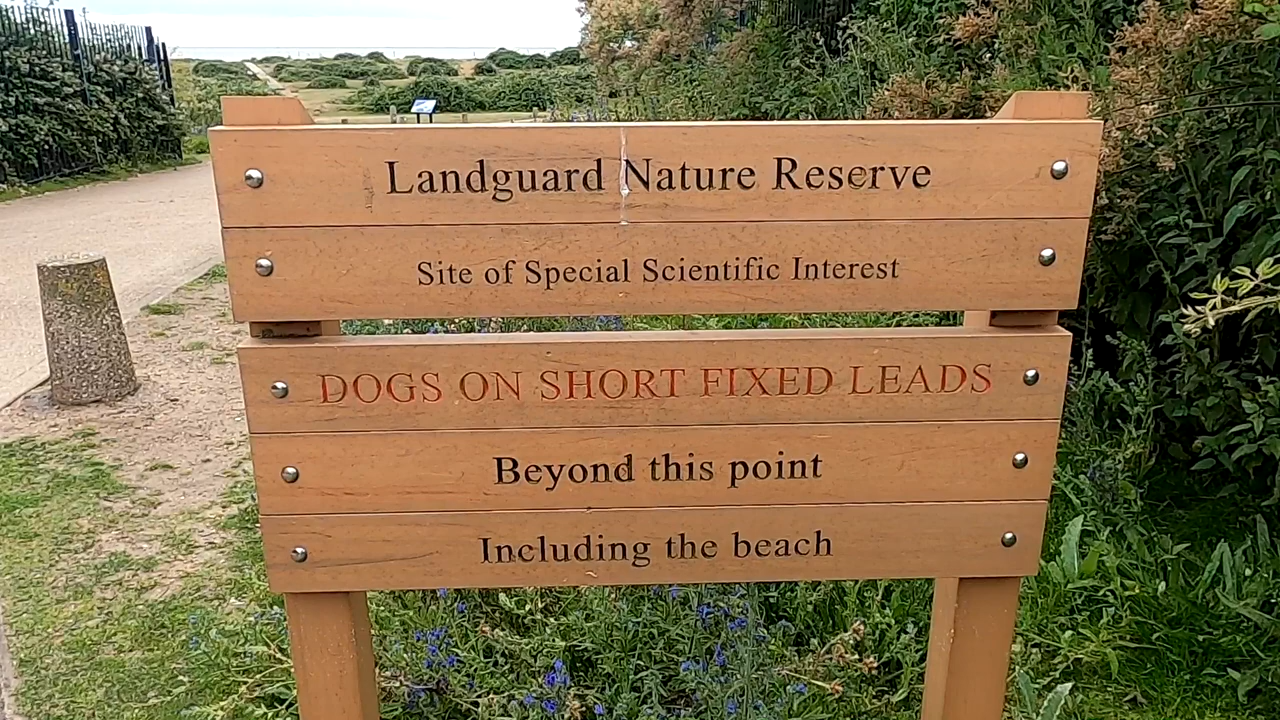 Landguard Nature Reserve
Site of Special Scientific Interest
DOGS ON SHORT FIXED LEADS
Beyond this point
Including the beach